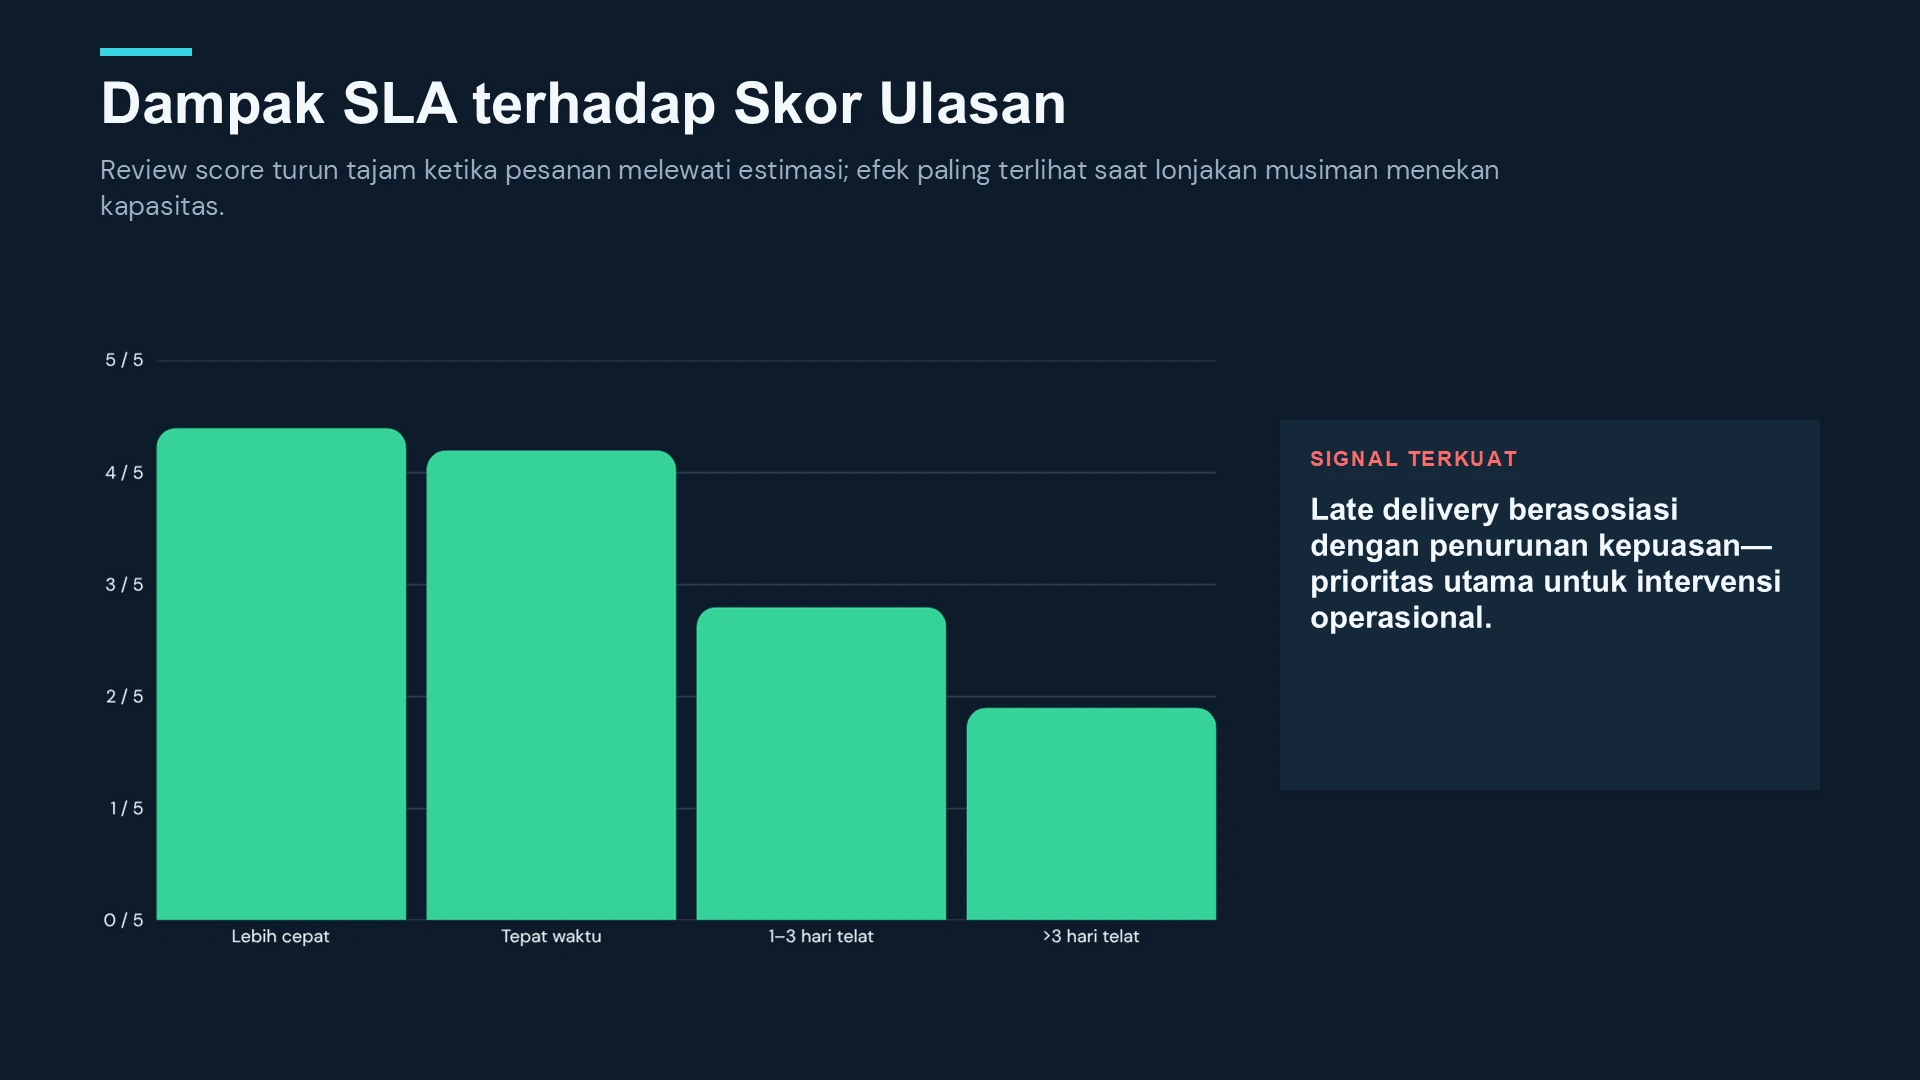 Dampak SLA terhadap Skor Ulasan
Review score turun tajam ketika pesanan melewati estimasi; efek paling terlihat saat lonjakan musiman menekan
kapasitas.
5 / 5
4 / 5
3 / 5
2 / 5
1 / 5
0 / 5
Lebih cepat
Tepat waktu
1–3 hari telat
>3 hari telat
SIGNAL TERKUAT
Late delivery berasosiasi
dengan penurunan kepuasan—
prioritas utama untuk intervensi
operasional.